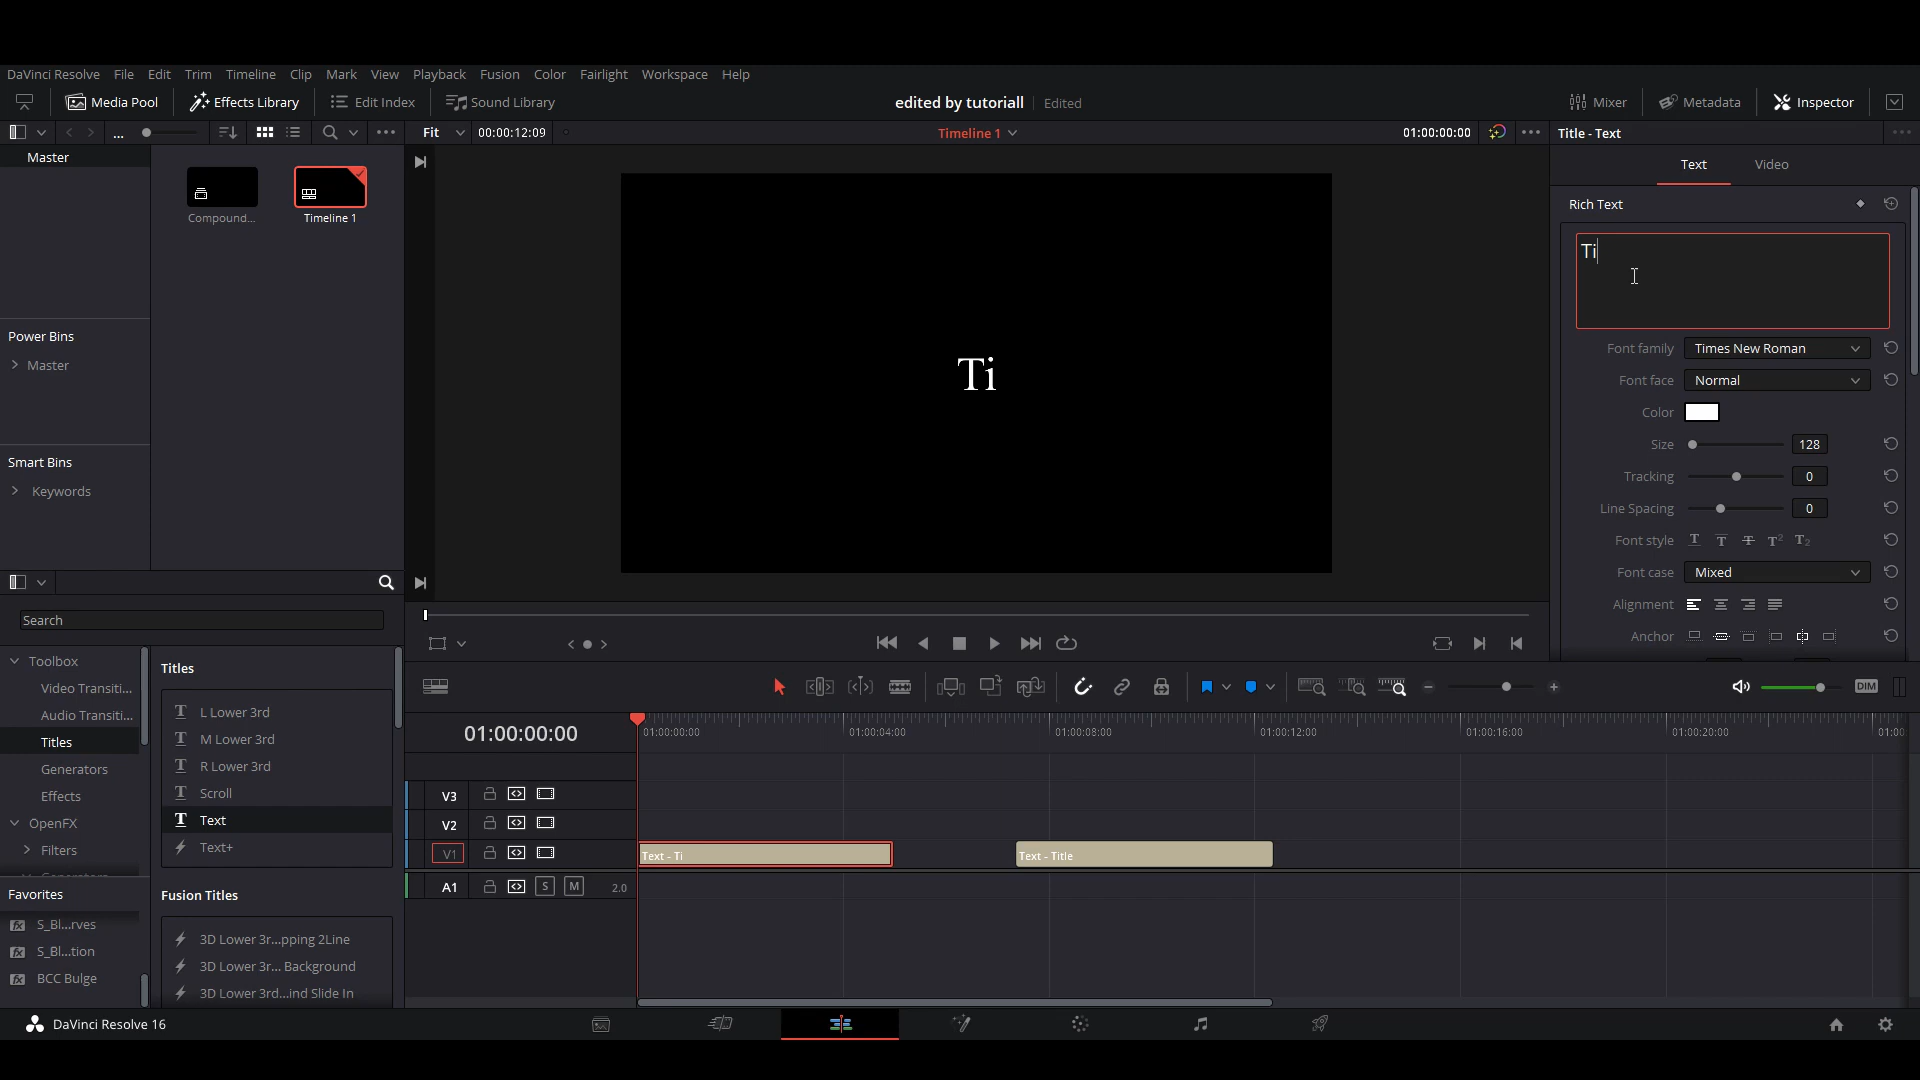 DaVinci Resolve File Edit Trim Timeline Clip Mark View Playback Fusion Color Fairlight Workspace Help
Media Pool Effects Library Edit Index Sound Library edited by tutoriall Edited Mixer Metadata Inspector
... Fit 00:00:12:09 Timeline 1 01:00:00:00 Title - Text
Master
Compound...
Timeline 1
Power Bins
Master
Smart Bins
Keywords
Ti
Text Video
Rich Text
Ti
Font family Times New Roman
Font face Normal
Color
Size 128
Tracking 0
Line Spacing 0
Font style T T T T2 T2
Font case Mixed
Alignment
Anchor
Search
Toolbox
Video Transiti...
Audio Transiti...
Titles
Generators
Effects
OpenFX
Filters
Favorites
S_Bl...rves
S_Bl...tion
BCC Bulge
Titles
L Lower 3rd
M Lower 3rd
R Lower 3rd
Scroll
Text
Text+
Fusion Titles
3D Lower 3r...pping 2Line
3D Lower 3r... Background
3D Lower 3rd...ind Slide In
DIM
01:00:00:00 01:00:00:00 01:00:04:00 01:00:08:00 01:00:12:00 01:00:16:00 01:00:20:00 01:00
V3
V2
V1 Text - Ti Text - Title
A1 S M 2.0
DaVinci Resolve 16